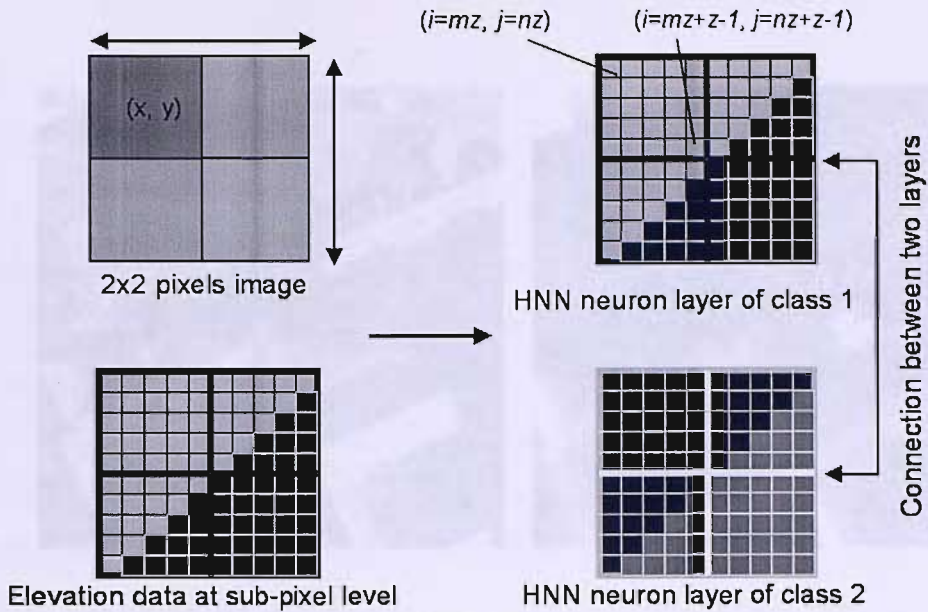 (i=mz, j=nz)
(i=mz+z-1, j=nz+z-1)
(x, y)
2x2 pixels image
HNN neuron layer of class 1
Connection between two layers
Elevation data at sub-pixel level
HNN neuron layer of class 2